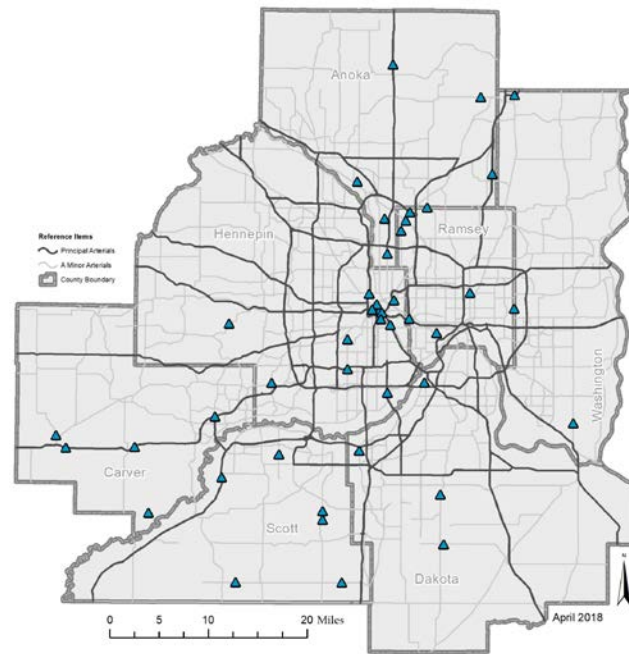 Anoka
Hennepin
Ramsey
Reference Items
Principal Arterials
A Minor Arterials
County Boundary
Washington
Carver
Scott
Dakota
N
0 5 10 20 Miles
April 2018